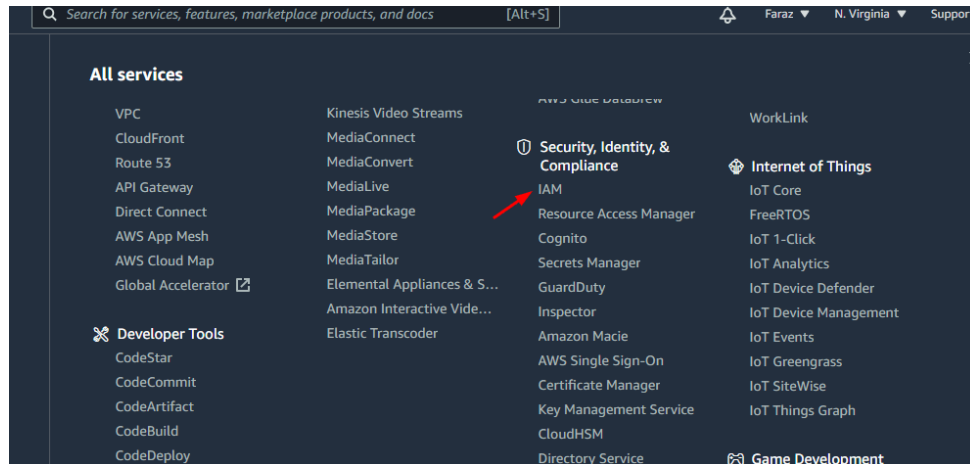 Search for services, features, marketplace products, and docs [Alt+S] Faraz ▼ N. Virginia ▼ Suppor
All services
VPC
CloudFront
Route 53
API Gateway
Direct Connect
AWS App Mesh
AWS Cloud Map
Global Accelerator
Developer Tools
CodeStar
CodeCommit
CodeArtifact
CodeBuild
CodeDeploy
Kinesis Video Streams
MediaConnect
MediaConvert
MediaLive
MediaPackage
MediaStore
MediaTailor
Elemental Appliances & S...
Amazon Interactive Vide...
Elastic Transcoder
AWS Glue DataBrew
Security, Identity, &
Compliance
IAM
Resource Access Manager
Cognito
Secrets Manager
GuardDuty
Inspector
Amazon Macie
AWS Single Sign-On
Certificate Manager
Key Management Service
CloudHSM
Directory Service
WorkLink
Internet of Things
IoT Core
FreeRTOS
IoT 1-Click
IoT Analytics
IoT Device Defender
IoT Device Management
IoT Events
IoT Greengrass
IoT SiteWise
IoT Things Graph
Game Development